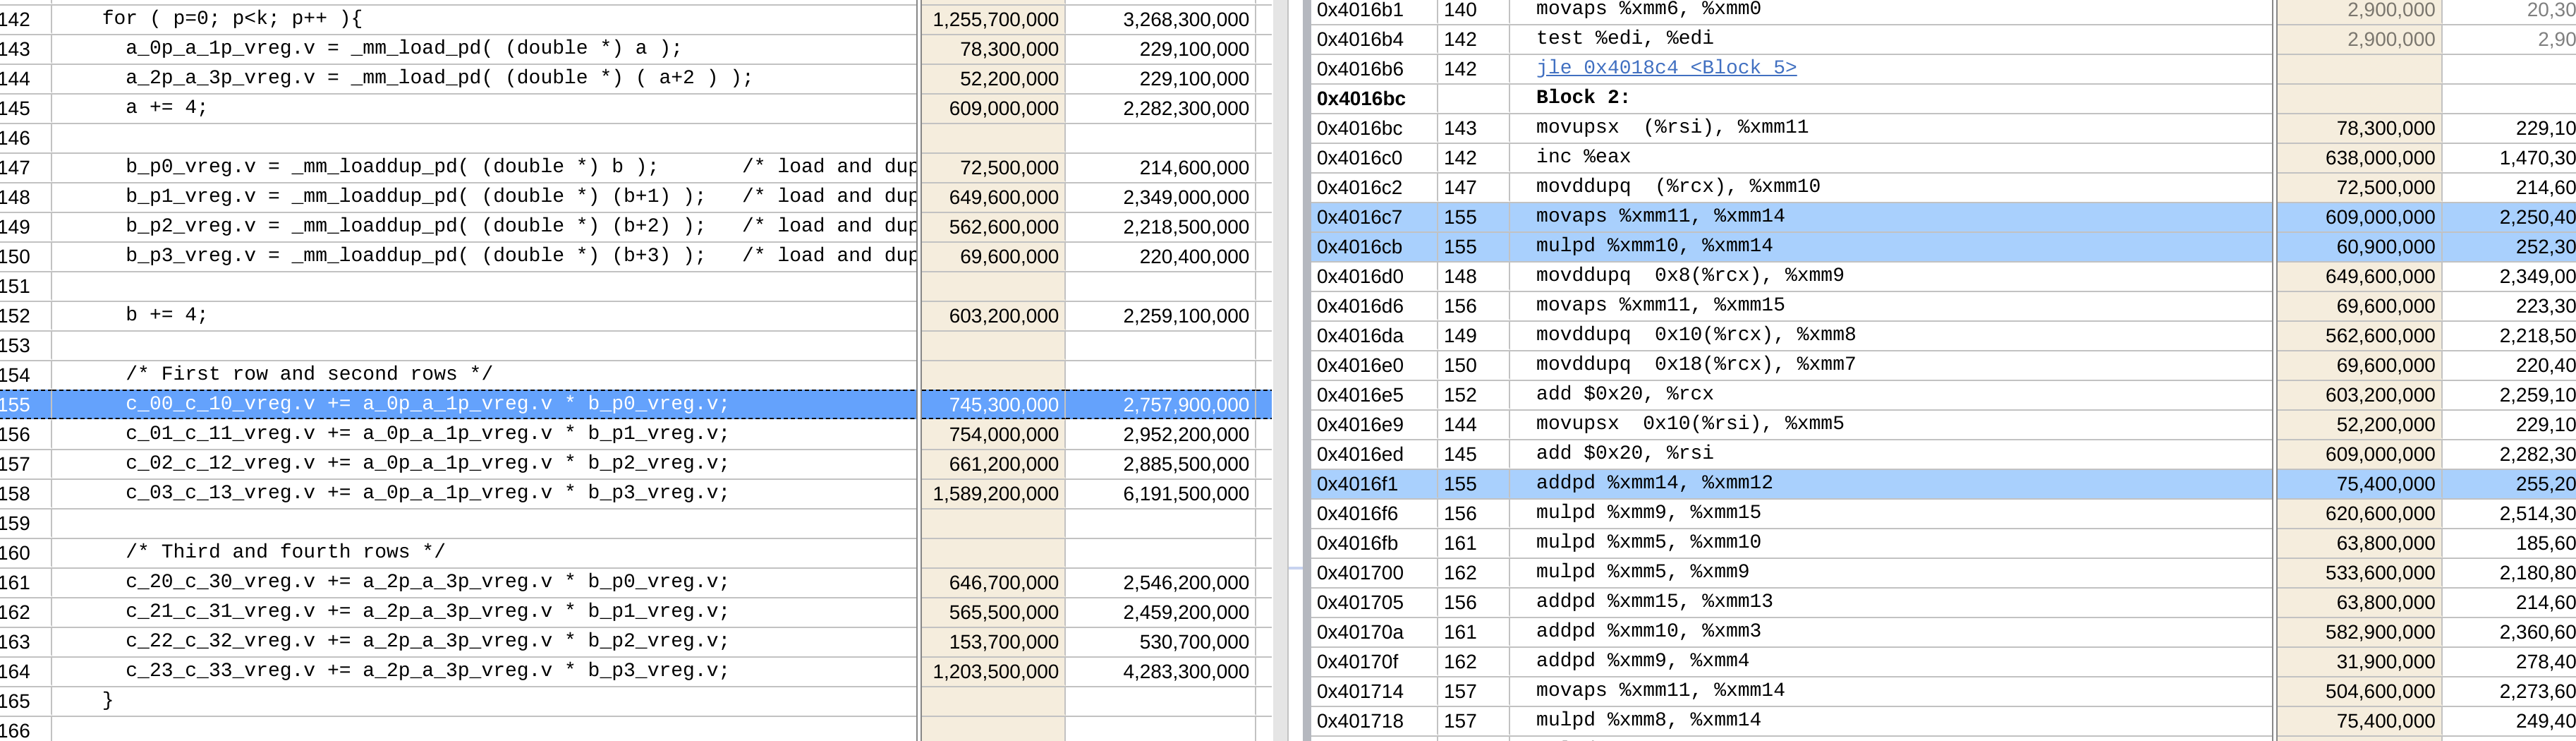 142 for ( p=0; p<k; p++ ){ 1,255,700,000 3,268,300,000
143 a_0p_a_1p_vreg.v = _mm_load_pd( (double *) a ); 78,300,000 229,100,000
144 a_2p_a_3p_vreg.v = _mm_load_pd( (double *) ( a+2 ) ); 52,200,000 229,100,000
145 a += 4; 609,000,000 2,282,300,000
146
147 b_p0_vreg.v = _mm_loaddup_pd( (double *) b ); /* load and dup 72,500,000 214,600,000
148 b_p1_vreg.v = _mm_loaddup_pd( (double *) (b+1) ); /* load and dup 649,600,000 2,349,000,000
149 b_p2_vreg.v = _mm_loaddup_pd( (double *) (b+2) ); /* load and dup 562,600,000 2,218,500,000
150 b_p3_vreg.v = _mm_loaddup_pd( (double *) (b+3) ); /* load and dup 69,600,000 220,400,000
151
152 b += 4; 603,200,000 2,259,100,000
153
154 /* First row and second rows */
155 c_00_c_10_vreg.v += a_0p_a_1p_vreg.v * b_p0_vreg.v; 745,300,000 2,757,900,000
156 c_01_c_11_vreg.v += a_0p_a_1p_vreg.v * b_p1_vreg.v; 754,000,000 2,952,200,000
157 c_02_c_12_vreg.v += a_0p_a_1p_vreg.v * b_p2_vreg.v; 661,200,000 2,885,500,000
158 c_03_c_13_vreg.v += a_0p_a_1p_vreg.v * b_p3_vreg.v; 1,589,200,000 6,191,500,000
159
160 /* Third and fourth rows */
161 c_20_c_30_vreg.v += a_2p_a_3p_vreg.v * b_p0_vreg.v; 646,700,000 2,546,200,000
162 c_21_c_31_vreg.v += a_2p_a_3p_vreg.v * b_p1_vreg.v; 565,500,000 2,459,200,000
163 c_22_c_32_vreg.v += a_2p_a_3p_vreg.v * b_p2_vreg.v; 153,700,000 530,700,000
164 c_23_c_33_vreg.v += a_2p_a_3p_vreg.v * b_p3_vreg.v; 1,203,500,000 4,283,300,000
165 }
166
0x4016b1 140 movaps %xmm6, %xmm0 2,900,000 20,30
0x4016b4 142 test %edi, %edi 2,900,000 2,90
0x4016b6 142 jle 0x4018c4 <Block 5>
0x4016bc Block 2:
0x4016bc 143 movupsx (%rsi), %xmm11 78,300,000 229,10
0x4016c0 142 inc %eax 638,000,000 1,470,30
0x4016c2 147 movddupq (%rcx), %xmm10 72,500,000 214,60
0x4016c7 155 movaps %xmm11, %xmm14 609,000,000 2,250,40
0x4016cb 155 mulpd %xmm10, %xmm14 60,900,000 252,30
0x4016d0 148 movddupq 0x8(%rcx), %xmm9 649,600,000 2,349,00
0x4016d6 156 movaps %xmm11, %xmm15 69,600,000 223,30
0x4016da 149 movddupq 0x10(%rcx), %xmm8 562,600,000 2,218,50
0x4016e0 150 movddupq 0x18(%rcx), %xmm7 69,600,000 220,40
0x4016e5 152 add $0x20, %rcx 603,200,000 2,259,10
0x4016e9 144 movupsx 0x10(%rsi), %xmm5 52,200,000 229,10
0x4016ed 145 add $0x20, %rsi 609,000,000 2,282,30
0x4016f1 155 addpd %xmm14, %xmm12 75,400,000 255,20
0x4016f6 156 mulpd %xmm9, %xmm15 620,600,000 2,514,30
0x4016fb 161 mulpd %xmm5, %xmm10 63,800,000 185,60
0x401700 162 mulpd %xmm5, %xmm9 533,600,000 2,180,80
0x401705 156 addpd %xmm15, %xmm13 63,800,000 214,60
0x40170a 161 addpd %xmm10, %xmm3 582,900,000 2,360,60
0x40170f 162 addpd %xmm9, %xmm4 31,900,000 278,40
0x401714 157 movaps %xmm11, %xmm14 504,600,000 2,273,60
0x401718 157 mulpd %xmm8, %xmm14 75,400,000 249,40